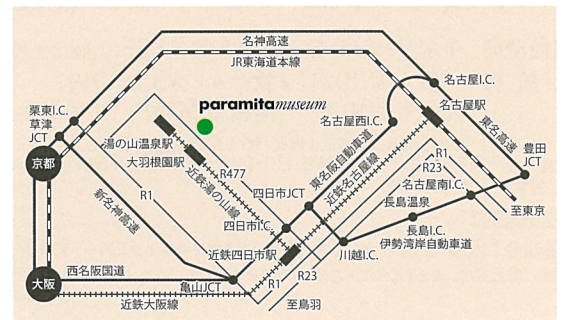 名神高速
JR東海道本線
paramitamuseum
名古屋I.C.
名古屋駅
栗東I.C.
草津
JCT
名古屋西I.C.
東名高速
湯の山温泉駅
大羽根園駅
東名阪自動車道
豊田
JCT
京都
R477
近鉄湯の山線
近鉄名古屋線
R1
R23
R1
新名神高速
四日市JCT
名古屋南I.C.
長島温泉
四日市I.C.
至東京
長島I.C.
近鉄四日市駅
川越I.C.
伊勢湾岸自動車道
大阪
西名阪国道
亀山JCT
R1
R23
近鉄大阪線
至鳥羽